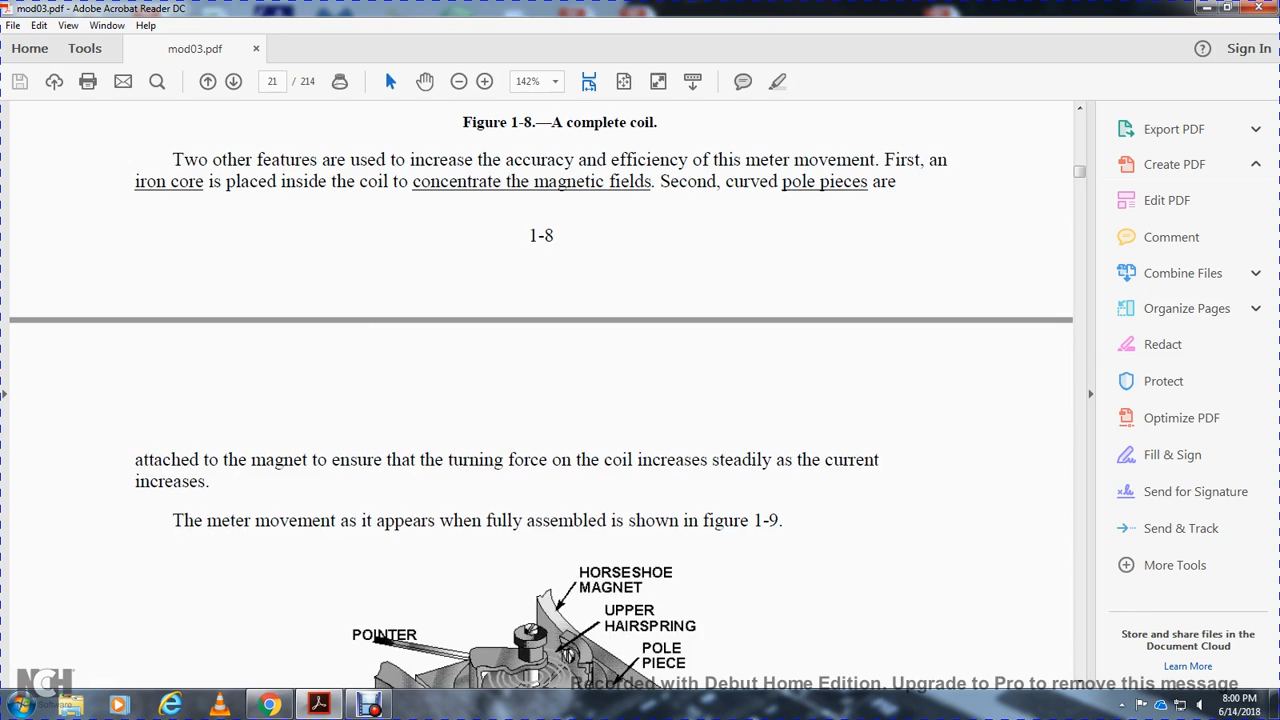 mod03.pdf - Adobe Acrobat Reader DC
File Edit View Window Help
Home Tools mod03.pdf × ? Sign In
21 / 214 142%
Figure 1-8.—A complete coil.
Two other features are used to increase the accuracy and efficiency of this meter movement. First, an
iron core is placed inside the coil to concentrate the magnetic fields. Second, curved pole pieces are
1-8
attached to the magnet to ensure that the turning force on the coil increases steadily as the current
increases.
The meter movement as it appears when fully assembled is shown in figure 1-9.
HORSESHOE
MAGNET
UPPER
HAIRSPRING
POINTER
POLE
PIECE
Export PDF
Create PDF
Edit PDF
Comment
Combine Files
Organize Pages
Redact
Protect
Optimize PDF
Fill & Sign
Send for Signature
Send & Track
More Tools
Store and share files in the
Document Cloud
Learn More
NCH
Software
Recorded with Debut Home Edition. Upgrade to Pro to remove this message
8:00 PM
6/14/2018